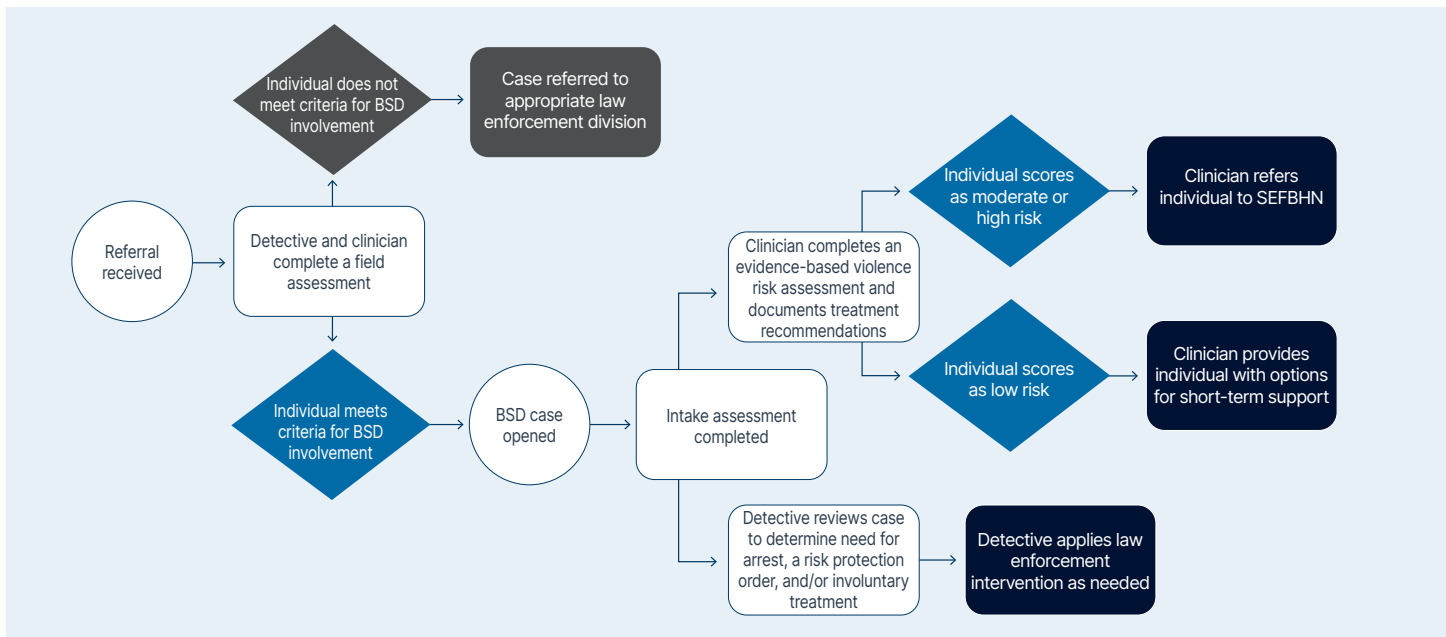 Individual does not
meet criteria for BSD
involvement
Case referred to
appropriate law
enforcement division
Referral
received
Detective and clinician
complete a field
assessment
Individual meets
criteria for BSD
involvement
BSD case
opened
Intake assessment
completed
Clinician completes an
evidence-based violence
risk assessment and
documents treatment
recommendations
Individual scores
as moderate or
high risk
Clinician refers
individual to SEFBHN
Individual scores
as low risk
Clinician provides
individual with options
for short-term support
Detective reviews case
to determine need for
arrest, a risk protection
order, and/or involuntary
treatment
Detective applies law
enforcement
intervention as needed